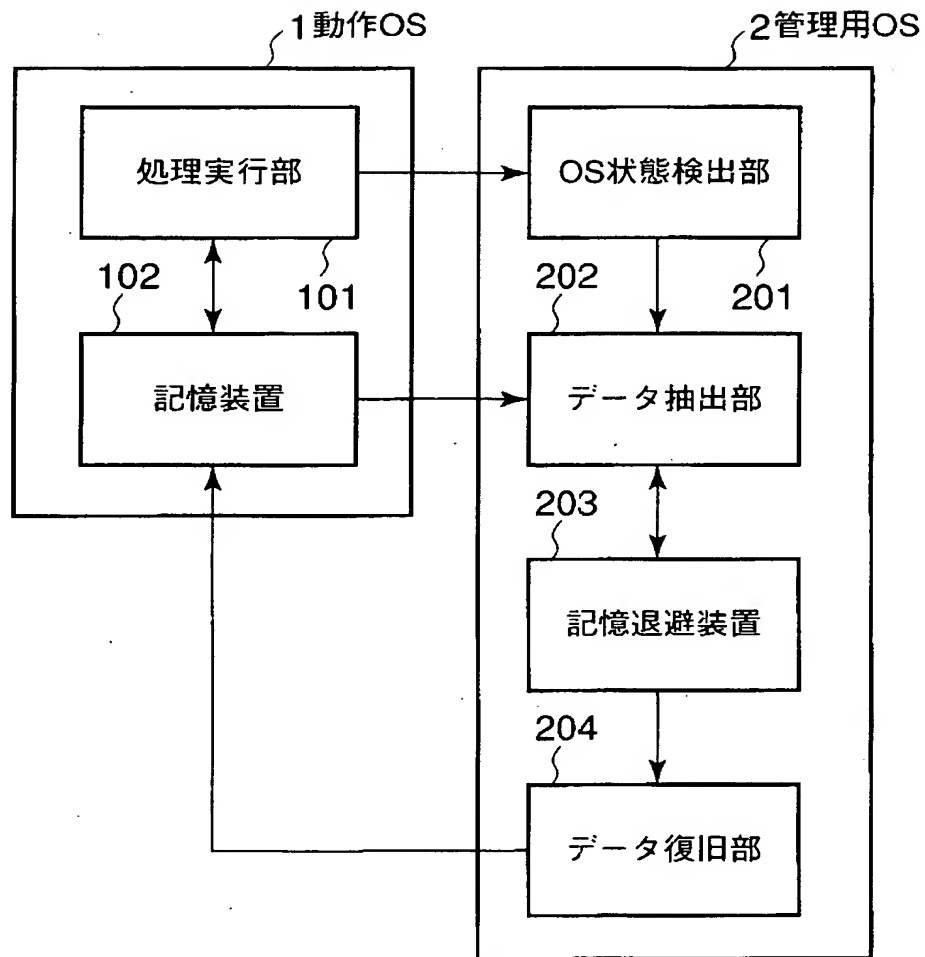 1動作OS
2管理用OS
処理実行部
OS状態検出部
101
201
102
202
記憶装置
データ抽出部
203
記憶退避装置
204
データ復旧部